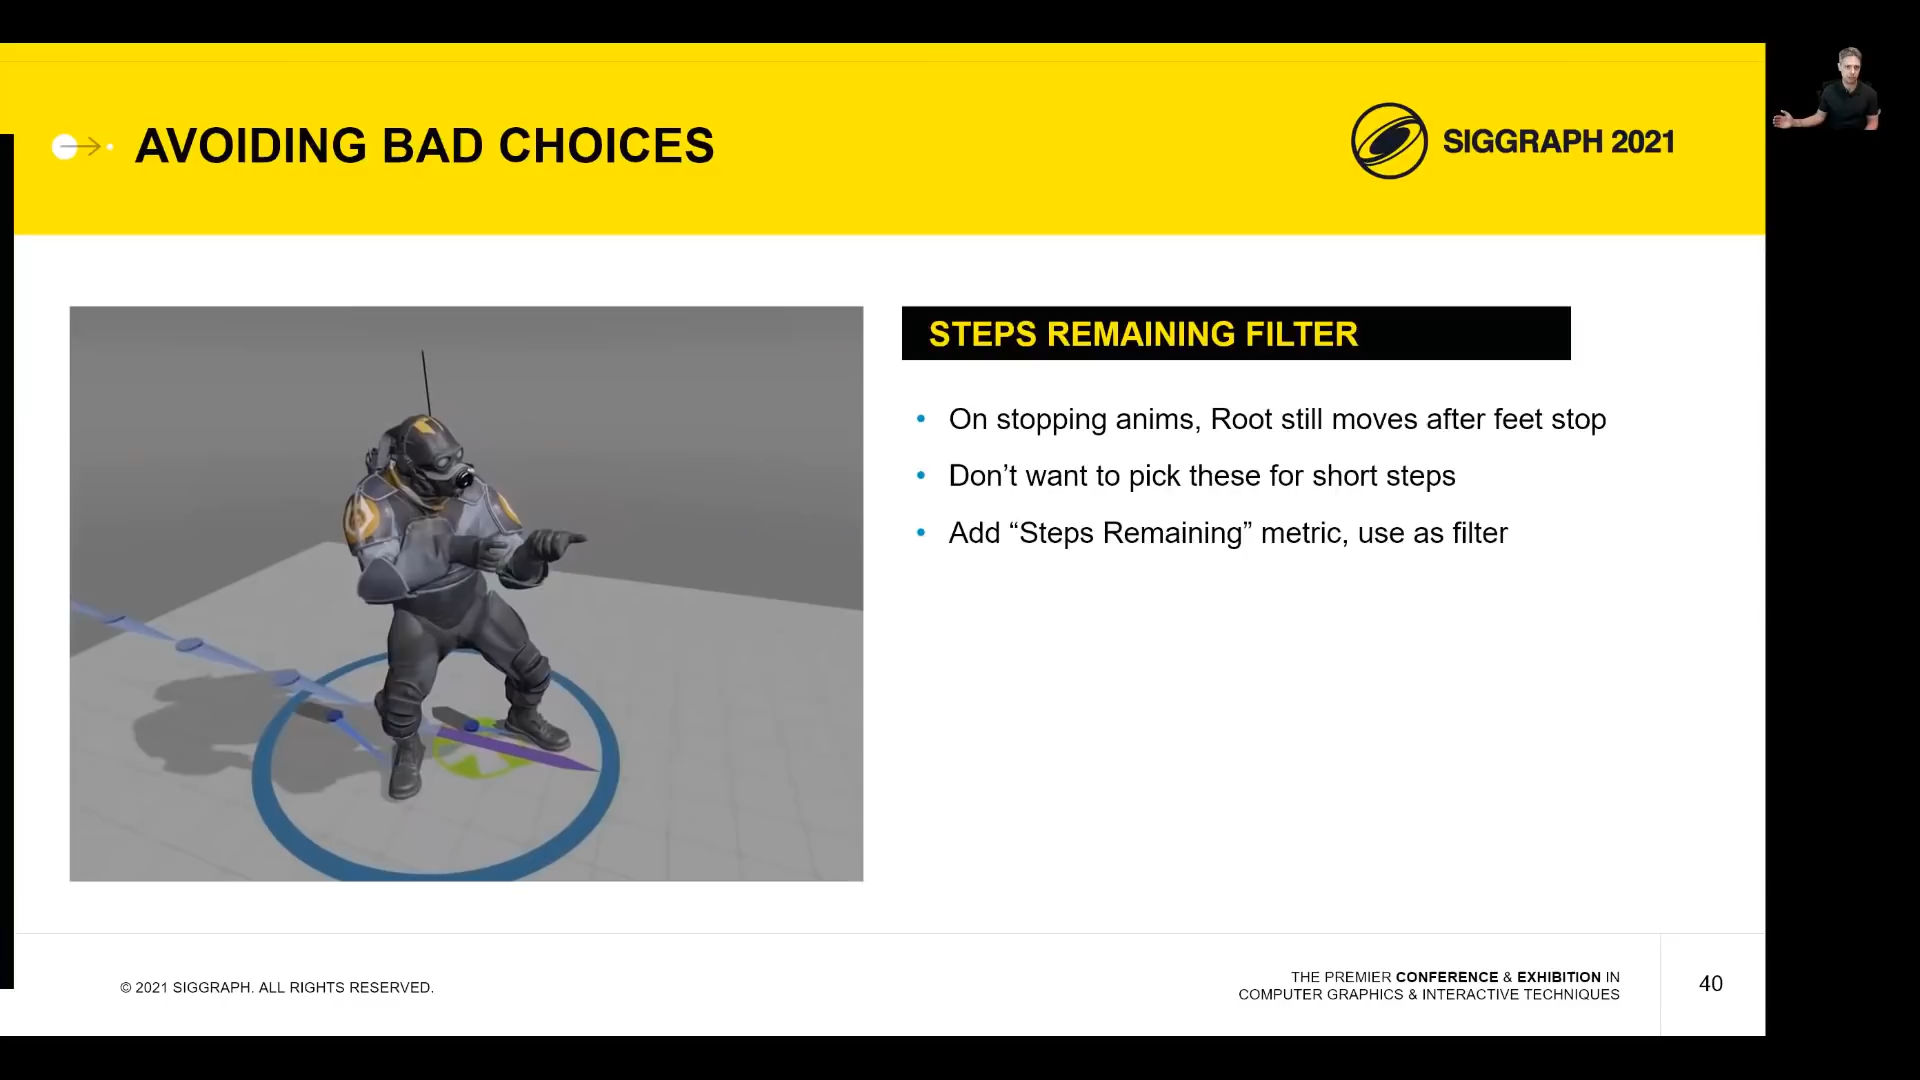 AVOIDING BAD CHOICES
SIGGRAPH 2021
STEPS REMAINING FILTER
• On stopping anims, Root still moves after feet stop
• Don’t want to pick these for short steps
• Add “Steps Remaining” metric, use as filter
© 2021 SIGGRAPH. ALL RIGHTS RESERVED.
THE PREMIER CONFERENCE & EXHIBITION IN
COMPUTER GRAPHICS & INTERACTIVE TECHNIQUES
40